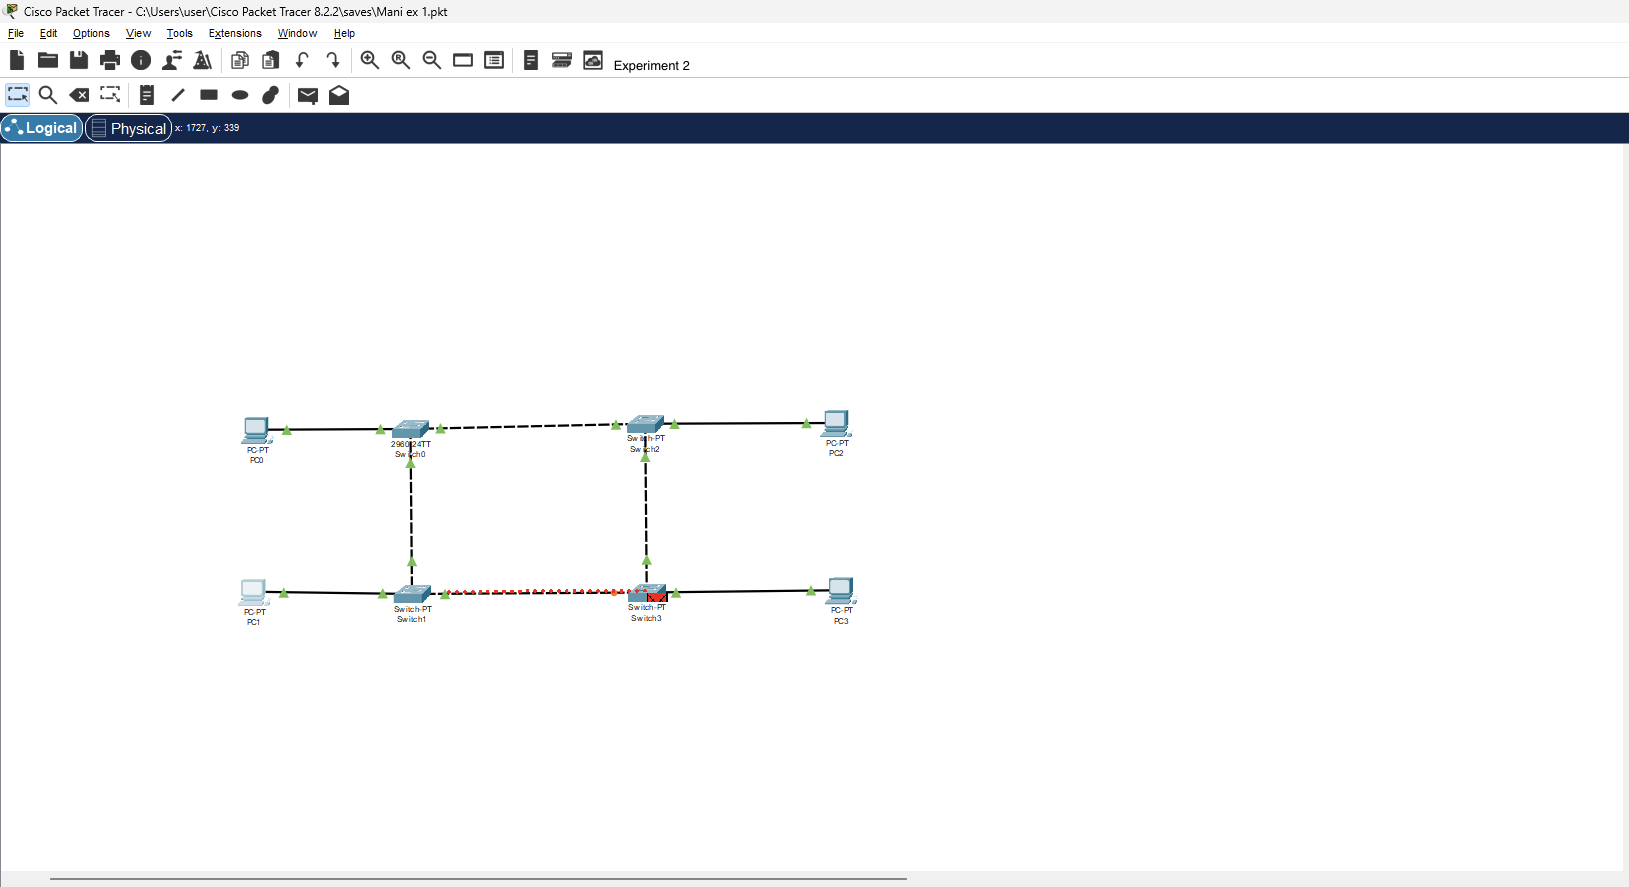 Cisco Packet Tracer - C:\Users\user\Cisco Packet Tracer 8.2.2\saves\Mani ex 1.pkt
File Edit Options View Tools Extensions Window Help
Experiment 2
Logical Physical x: 1727, y: 339
PC-PT
PC0
2960-24TT
Switch0
Switch-PT
Switch2
PC-PT
PC2
PC-PT
PC1
Switch-PT
Switch1
Switch-PT
Switch3
PC-PT
PC3